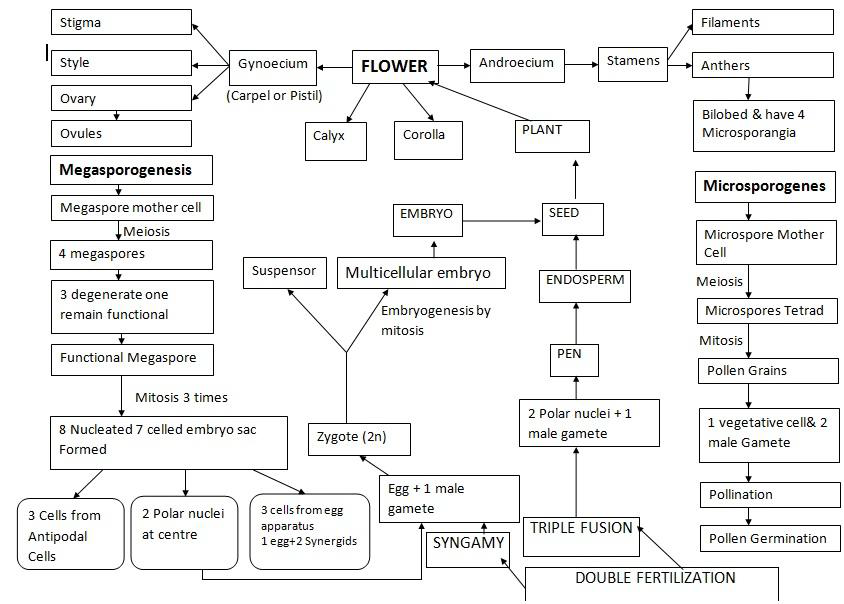 Stigma
Style
Ovary
Ovules
Gynoecium
(Carpel or Pistil)
FLOWER
Androecium
Stamens
Filaments
Anthers
Bilobed & have 4
Microsporangia
Calyx
Corolla
PLANT
Megasporogenesis
Megaspore mother cell
Meiosis
4 megaspores
3 degenerate one
remain functional
Functional Megaspore
Mitosis 3 times
8 Nucleated 7 celled embryo sac
Formed
3 Cells from
Antipodal
Cells
2 Polar nuclei
at centre
3 cells from egg
apparatus
1 egg+2 Synergids
EMBRYO
SEED
Suspensor
Multicellular embryo
Embryogenesis by
mitosis
ENDOSPERM
PEN
2 Polar nuclei + 1
male gamete
Zygote (2n)
Egg + 1 male
gamete
SYNGAMY
TRIPLE FUSION
DOUBLE FERTILIZATION
Microsporogenes
Microspore Mother
Cell
Meiosis
Microspores Tetrad
Mitosis
Pollen Grains
1 vegetative cell& 2
male Gamete
Pollination
Pollen Germination